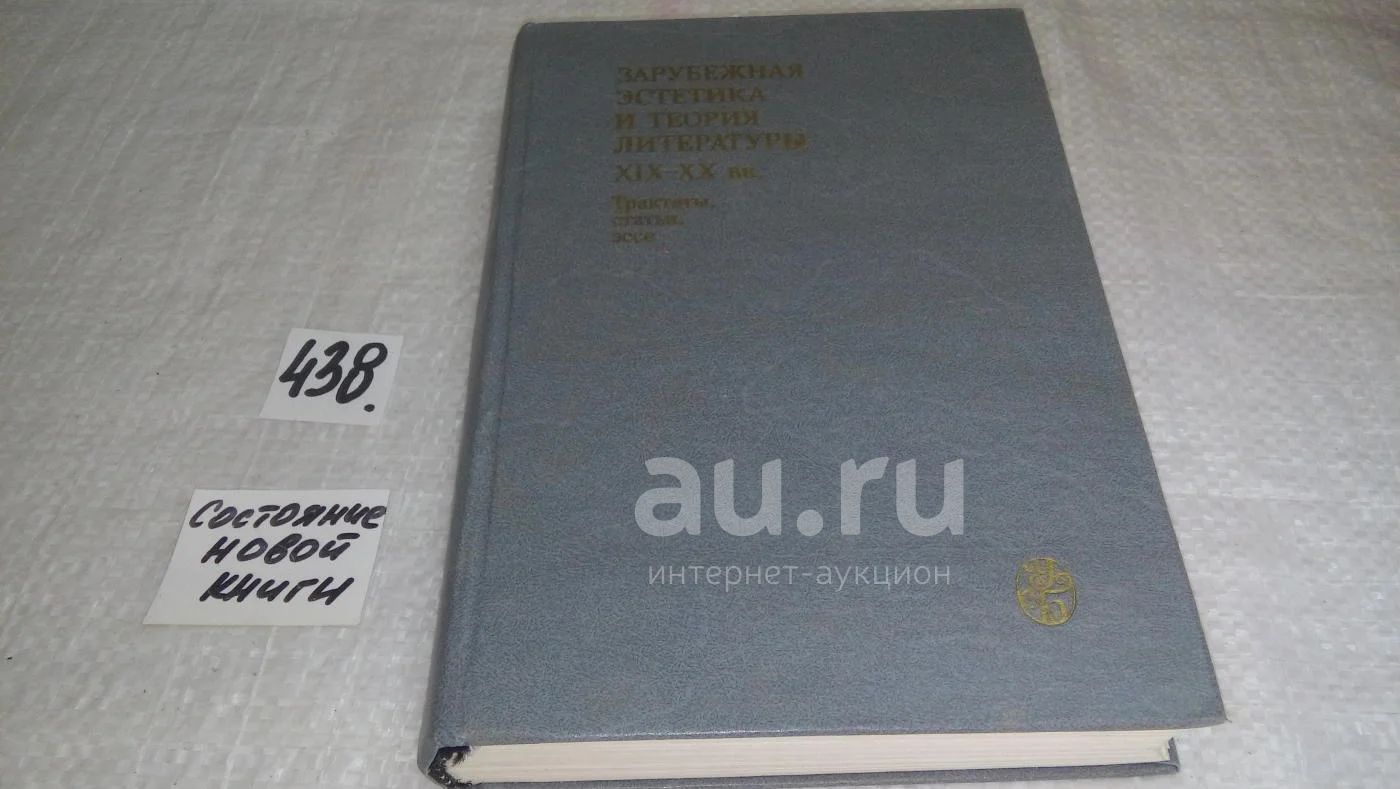 ЗАРУБЕЖНАЯ
ЭСТЕТИКА
И ТЕОРИЯ
ЛИТЕРАТУРЫ
XIX-XX вв.
Трактаты,
статьи,
эссе
438.
Состояние
новой
книги
au.ru
интернет-аукцион